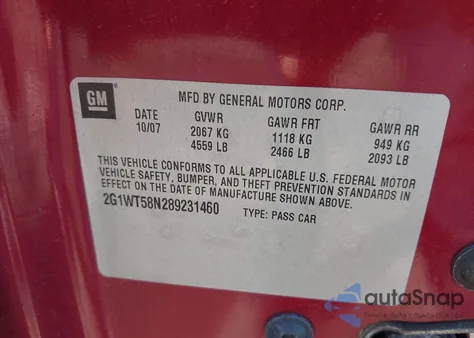 GM
MFD BY GENERAL MOTORS CORP.
DATE GVWR GAWR FRT GAWR RR
10/07 2067 KG 1118 KG 949 KG
4559 LB 2466 LB 2093 LB
THIS VEHICLE CONFORMS TO ALL APPLICABLE U.S. FEDERAL MOTOR
VEHICLE SAFETY, BUMPER, AND THEFT PREVENTION STANDARDS IN
EFFECT ON THE DATE OF MANUFACTURE SHOWN ABOVE.
2G1WT58N289231460 TYPE: PASS CAR
autoSnap